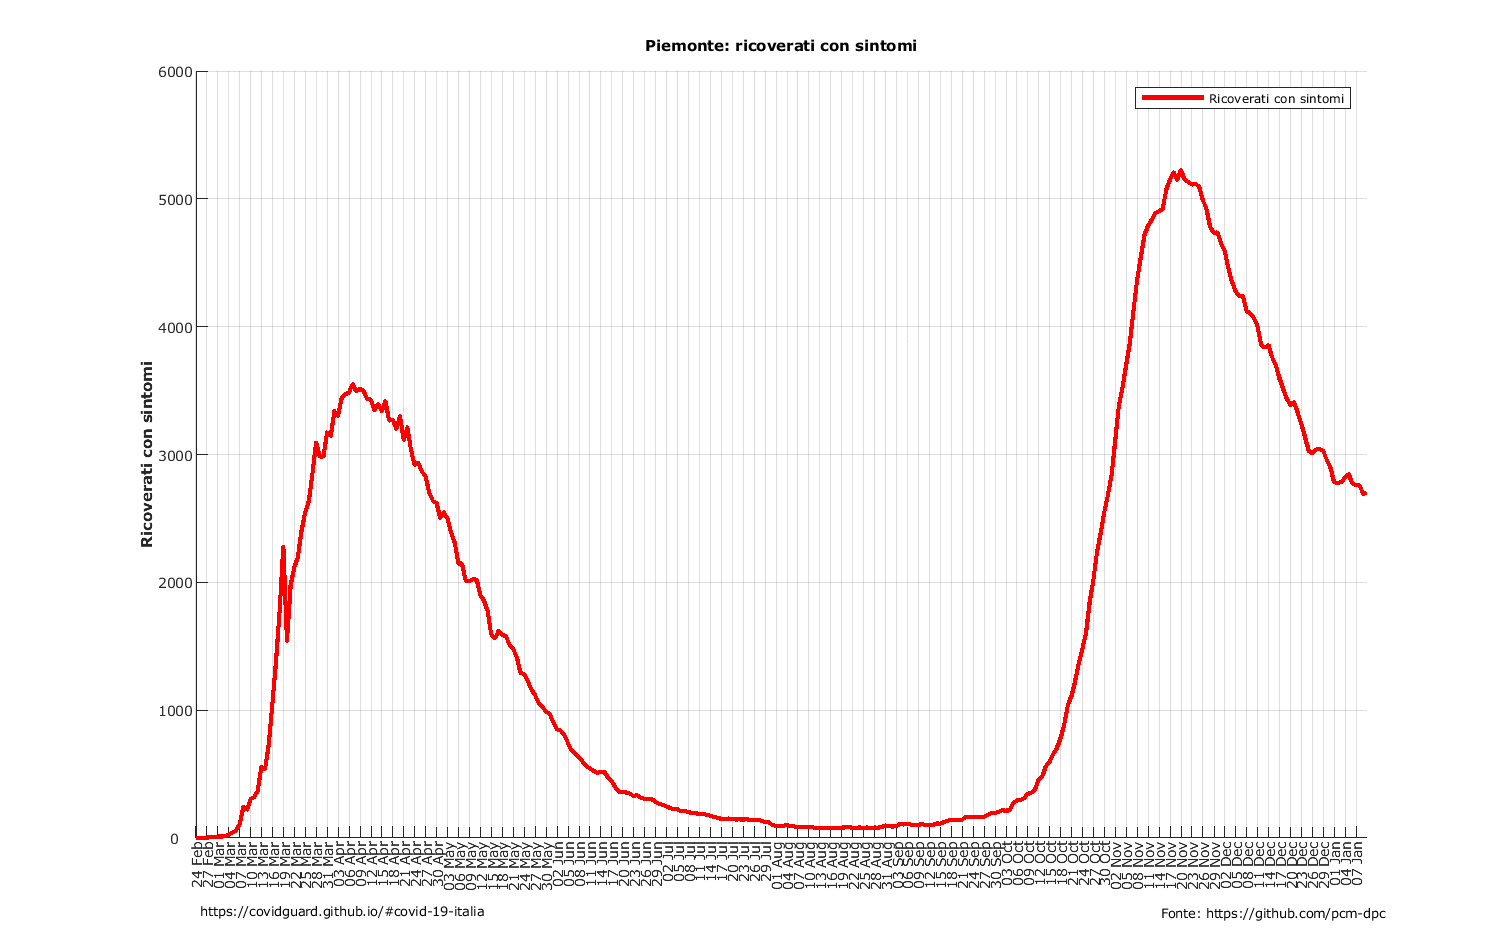 Piemonte: ricoverati con sintomi
6000
5000
4000
3000
2000
1000
0
Ricoverati con sintomi
Ricoverati con sintomi
24 Feb
27 Feb
01 Mar
04 Mar
07 Mar
10 Mar
13 Mar
16 Mar
19 Mar
22 Mar
25 Mar
28 Mar
31 Mar
03 Apr
06 Apr
09 Apr
12 Apr
15 Apr
18 Apr
21 Apr
24 Apr
27 Apr
30 Apr
03 May
06 May
09 May
12 May
15 May
18 May
21 May
24 May
27 May
30 May
02 Jun
05 Jun
08 Jun
11 Jun
14 Jun
17 Jun
20 Jun
23 Jun
26 Jun
29 Jun
02 Jul
05 Jul
08 Jul
11 Jul
14 Jul
17 Jul
20 Jul
23 Jul
26 Jul
29 Jul
01 Aug
04 Aug
07 Aug
10 Aug
13 Aug
16 Aug
19 Aug
22 Aug
25 Aug
28 Aug
31 Aug
03 Sep
06 Sep
09 Sep
12 Sep
15 Sep
18 Sep
21 Sep
24 Sep
27 Sep
30 Sep
03 Oct
06 Oct
09 Oct
12 Oct
15 Oct
18 Oct
21 Oct
24 Oct
27 Oct
30 Oct
02 Nov
05 Nov
08 Nov
11 Nov
14 Nov
17 Nov
20 Nov
23 Nov
26 Nov
29 Nov
02 Dec
05 Dec
08 Dec
11 Dec
14 Dec
17 Dec
20 Dec
23 Dec
26 Dec
29 Dec
01 Jan
04 Jan
07 Jan
https://covidguard.github.io/#covid-19-italia
Fonte: https://github.com/pcm-dpc